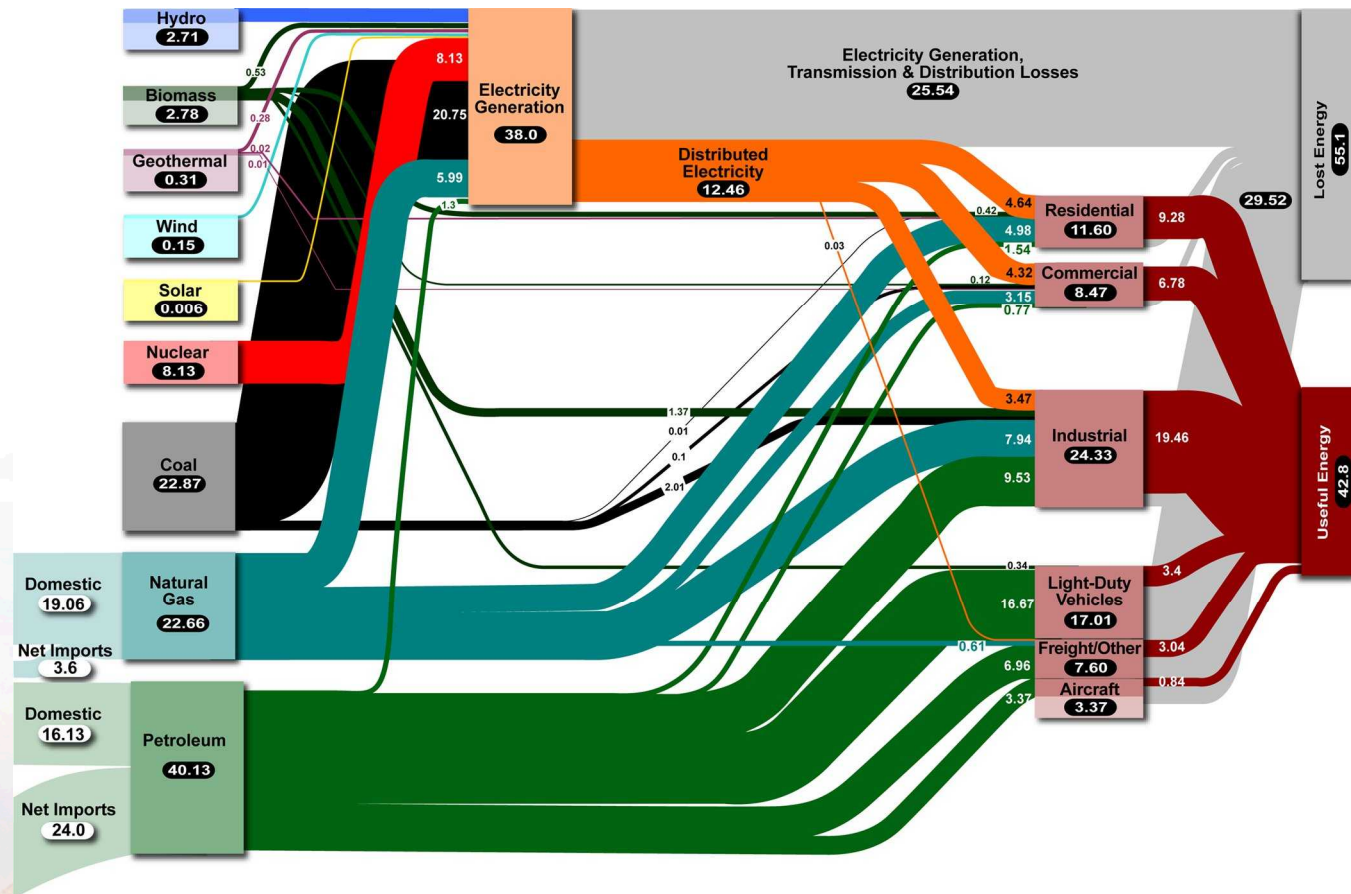 Hydro
2.71
0.53
Biomass
2.78
0.28
Geothermal
0.31
0.02
0.01
Wind
0.15
Solar
0.006
Nuclear
8.13
Coal
22.87
Domestic
19.06
Net Imports
3.6
Natural
Gas
22.66
Domestic
16.13
Net Imports
24.0
Petroleum
40.13
8.13
20.75
5.99
1.3
Electricity
Generation
38.0
Electricity Generation,
Transmission & Distribution Losses
25.54
Distributed
Electricity
12.46
0.03
1.37
0.01
0.1
2.01
0.42
4.64
4.98
1.54
Residential
11.60
9.28
0.12
4.32
3.15
0.77
Commercial
8.47
6.78
3.47
7.94
9.53
Industrial
24.33
19.46
0.34
16.67
Light-Duty
Vehicles
17.01
3.4
0.61
6.96
Freight/Other
7.60
3.04
3.37
Aircraft
3.37
0.84
29.52
Lost Energy
55.1
Useful Energy
42.8